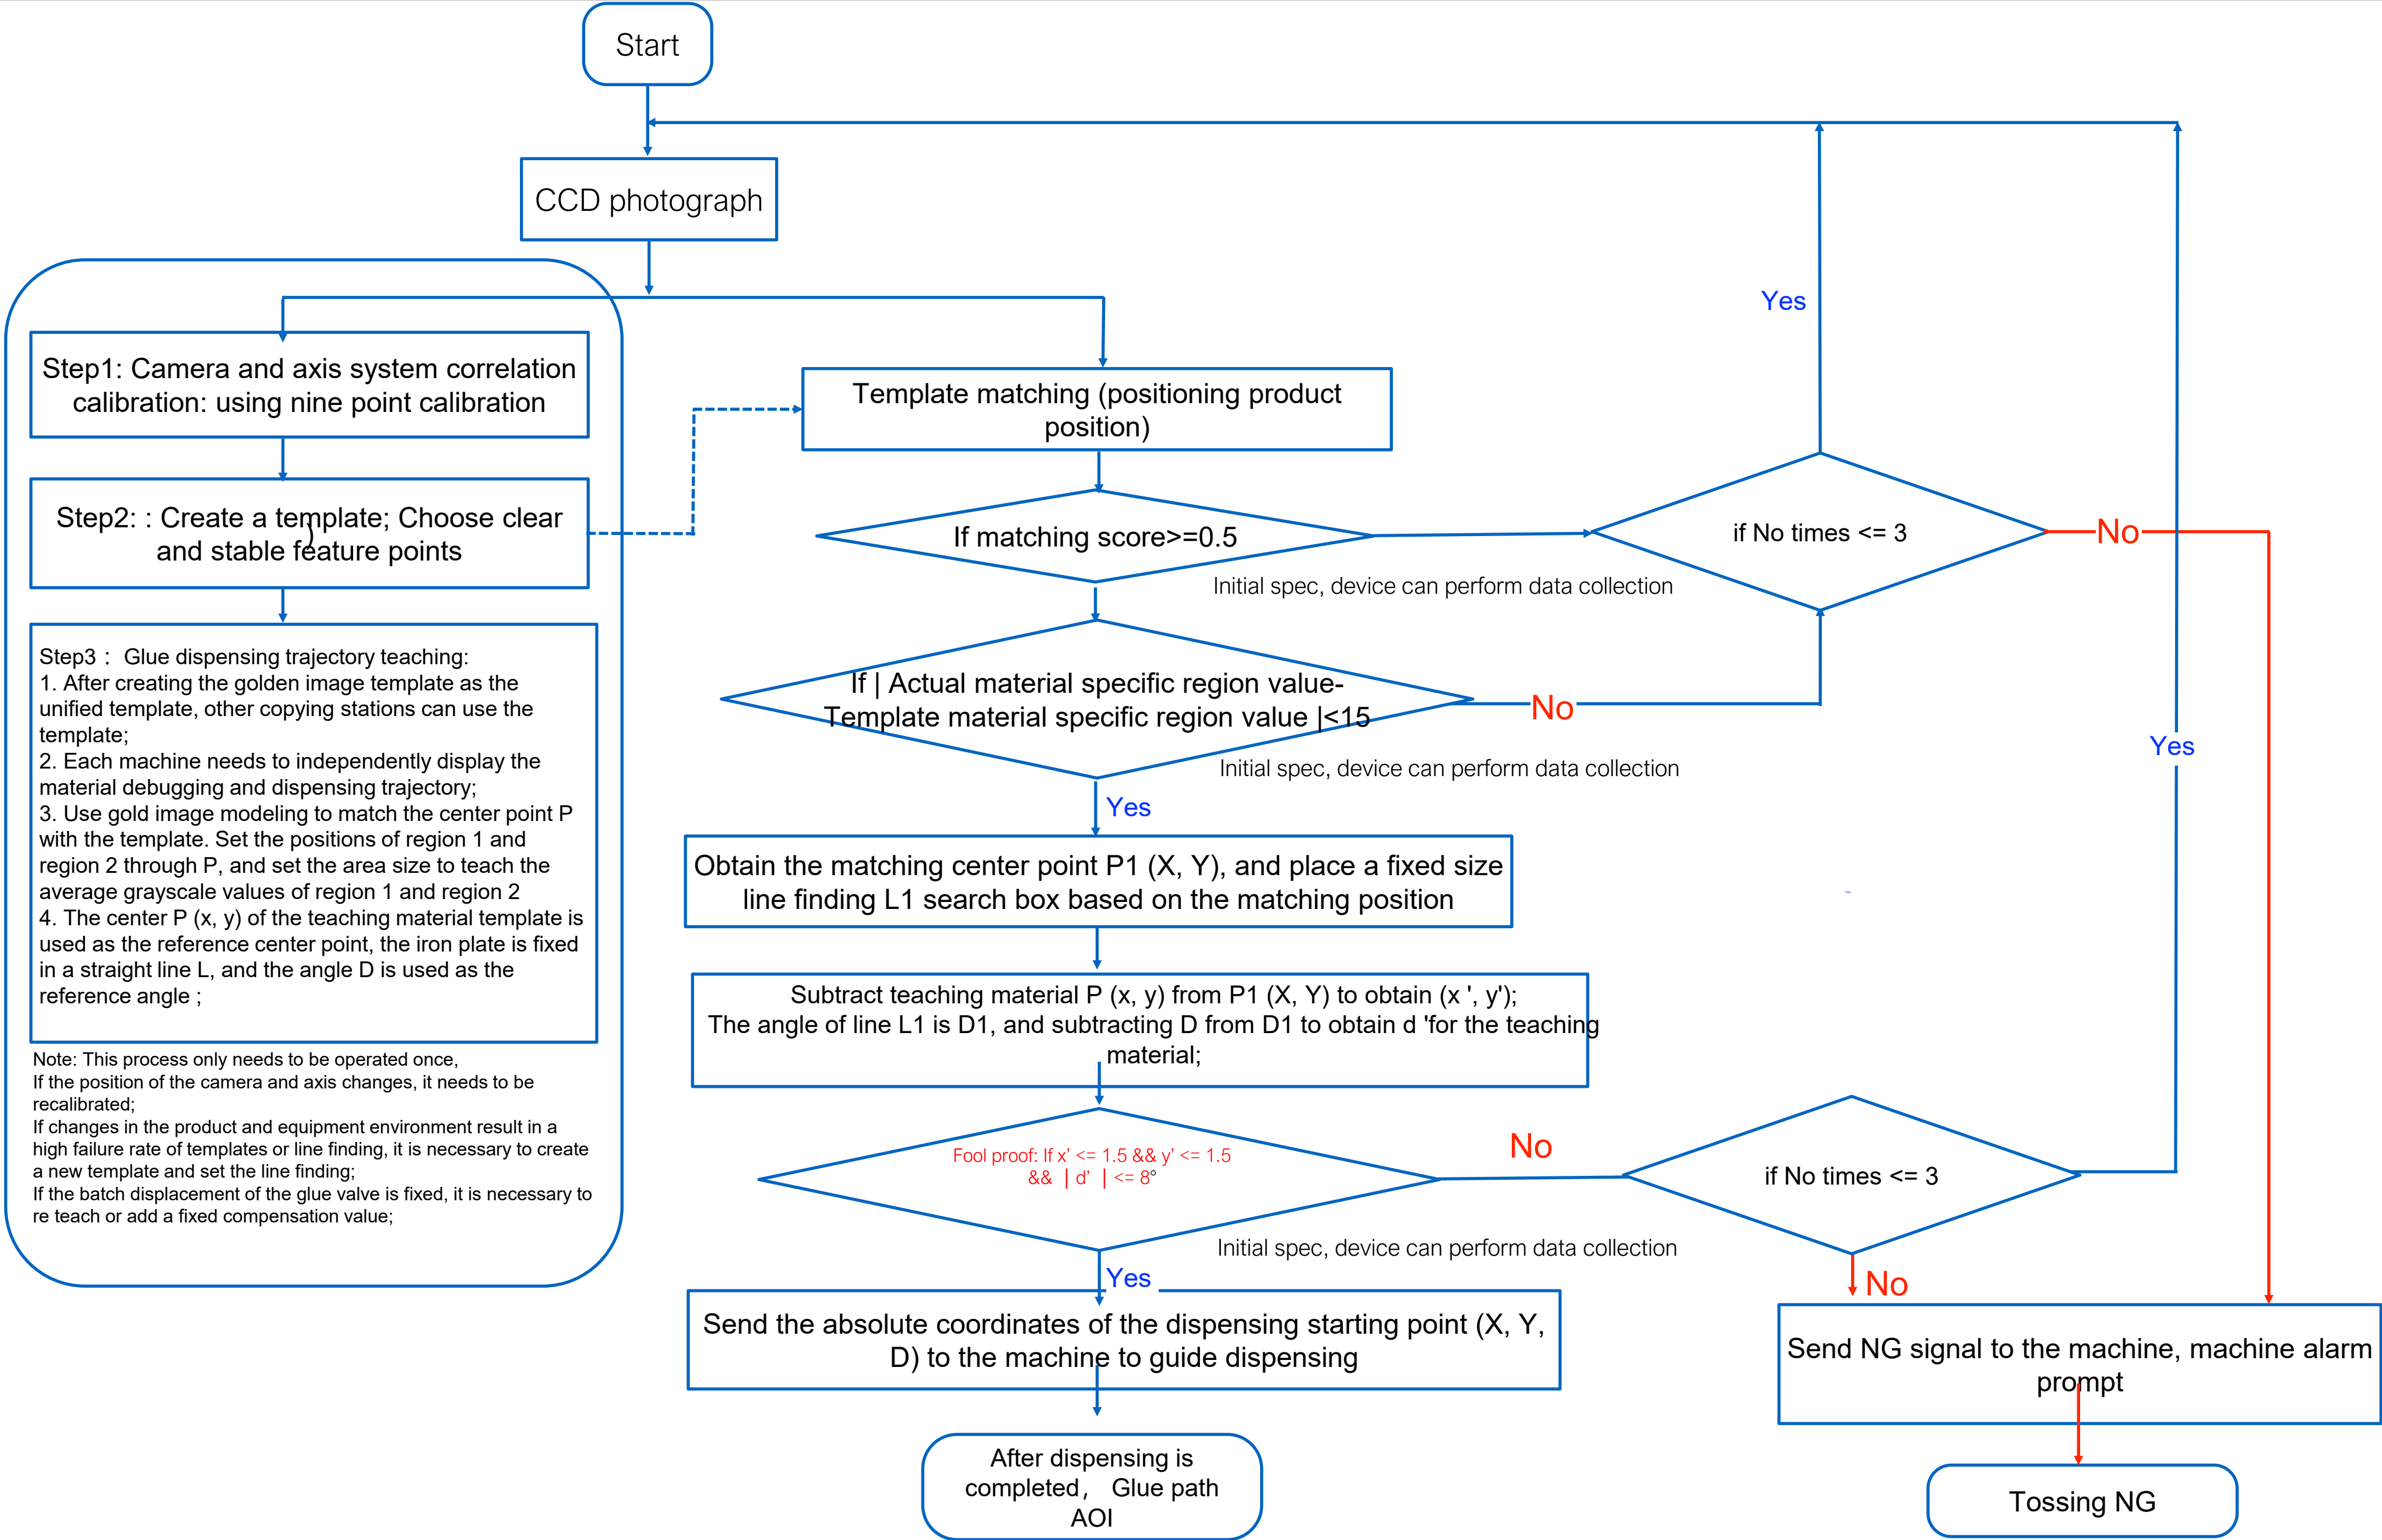 Start
CCD photograph
Step1: Camera and axis system correlation
calibration: using nine point calibration
Step2: : Create a template; Choose clear
)
and stable feature points
Step3： Glue dispensing trajectory teaching:
1. After creating the golden image template as the
unified template, other copying stations can use the
template;
2. Each machine needs to independently display the
material debugging and dispensing trajectory;
3. Use gold image modeling to match the center point P
with the template. Set the positions of region 1 and
region 2 through P, and set the area size to teach the
average grayscale values of region 1 and region 2
4. The center P (x, y) of the teaching material template is
used as the reference center point, the iron plate is fixed
in a straight line L, and the angle D is used as the
reference angle ;
Note: This process only needs to be operated once,
If the position of the camera and axis changes, it needs to be
recalibrated;
If changes in the product and equipment environment result in a
high failure rate of templates or line finding, it is necessary to create
a new template and set the line finding;
If the batch displacement of the glue valve is fixed, it is necessary to
re teach or add a fixed compensation value;
Template matching (positioning product
position)
If matching score>=0.5
Initial spec, device can perform data collection
if No times <= 3
Yes
No
If | Actual material specific region value-
Template material specific region value |<15
No
Initial spec, device can perform data collection
Yes
Yes
Obtain the matching center point P1 (X, Y), and place a fixed size
line finding L1 search box based on the matching position
Subtract teaching material P (x, y) from P1 (X, Y) to obtain (x ', y');
The angle of line L1 is D1, and subtracting D from D1 to obtain d 'for the teaching
material;
Fool proof: If x’ <= 1.5 && y’ <= 1.5
&& | d’ | <= 8°
No
if No times <= 3
Initial spec, device can perform data collection
Yes
No
Send the absolute coordinates of the dispensing starting point (X, Y,
D) to the machine to guide dispensing
Send NG signal to the machine, machine alarm
prompt
After dispensing is
completed， Glue path
AOI
Tossing NG